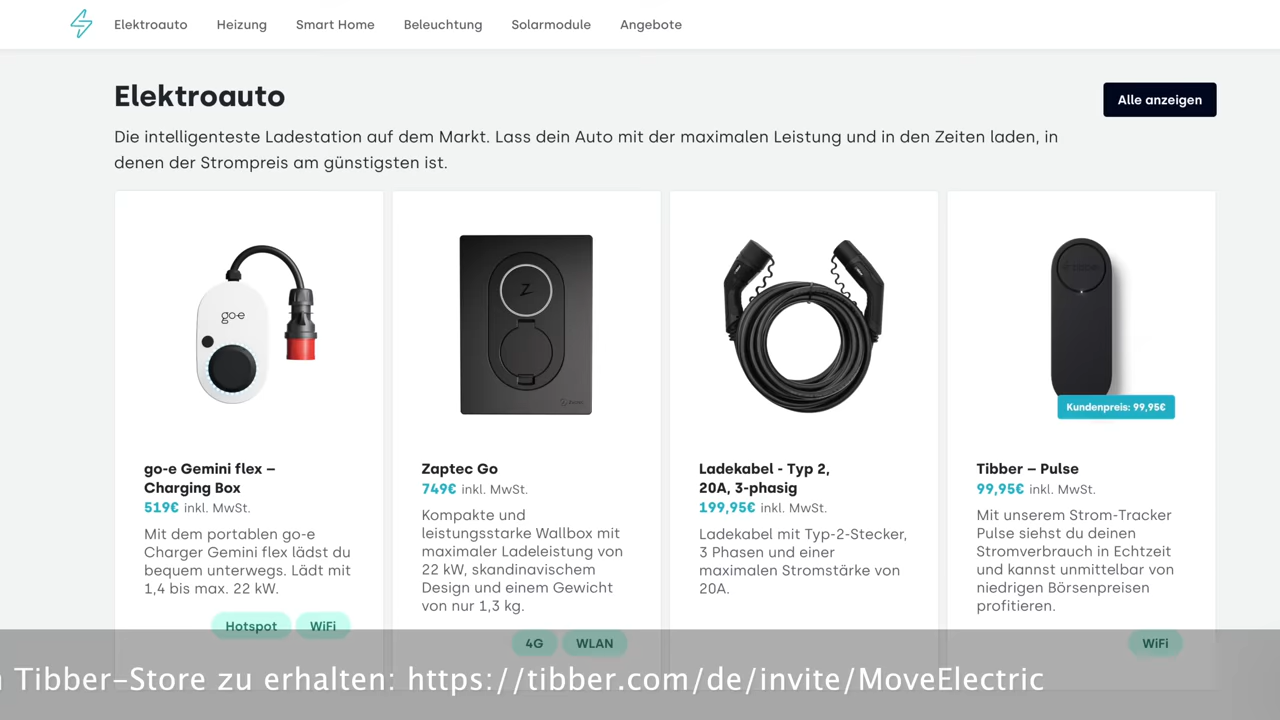 Elektroauto Heizung Smart Home Beleuchtung Solarmodule Angebote
Elektroauto
Alle anzeigen
Die intelligenteste Ladestation auf dem Markt. Lass dein Auto mit der maximalen Leistung und in den Zeiten laden, in
denen der Strompreis am günstigsten ist.
go-e
go-e Gemini flex –
Charging Box
519€ inkl. MwSt.
Mit dem portablen go-e
Charger Gemini flex lädst du
bequem unterwegs. Lädt mit
1,4 bis max. 22 kW.
Hotspot WiFi
Z
Zaptec Go
749€ inkl. MwSt.
Kompakte und
leistungsstarke Wallbox mit
maximaler Ladeleistung von
22 kW, skandinavischem
Design und einem Gewicht
von nur 1,3 kg.
4G WLAN
Ladekabel - Typ 2,
20A, 3-phasig
199,95€ inkl. MwSt.
Ladekabel mit Typ-2-Stecker,
3 Phasen und einer
maximalen Stromstärke von
20A.
Kundenpreis: 99,95€
Tibber – Pulse
99,95€ inkl. MwSt.
Mit unserem Strom-Tracker
Pulse siehst du deinen
Stromverbrauch in Echtzeit
und kannst unmittelbar von
niedrigen Börsenpreisen
profitieren.
WiFi
Tibber-Store zu erhalten: https://tibber.com/de/invite/MoveElectric